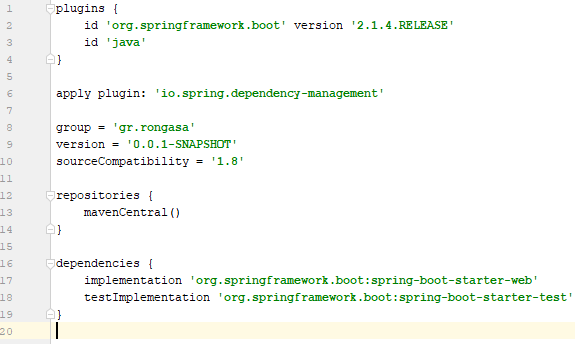 1 plugins {
2     id 'org.springframework.boot' version '2.1.4.RELEASE'
3     id 'java'
4 }
5
6 apply plugin: 'io.spring.dependency-management'
7
8 group = 'gr.rongasa'
9 version = '0.0.1-SNAPSHOT'
10 sourceCompatibility = '1.8'
11
12 repositories {
13     mavenCentral()
14 }
15
16 dependencies {
17     implementation 'org.springframework.boot:spring-boot-starter-web'
18     testImplementation 'org.springframework.boot:spring-boot-starter-test'
19 }
20